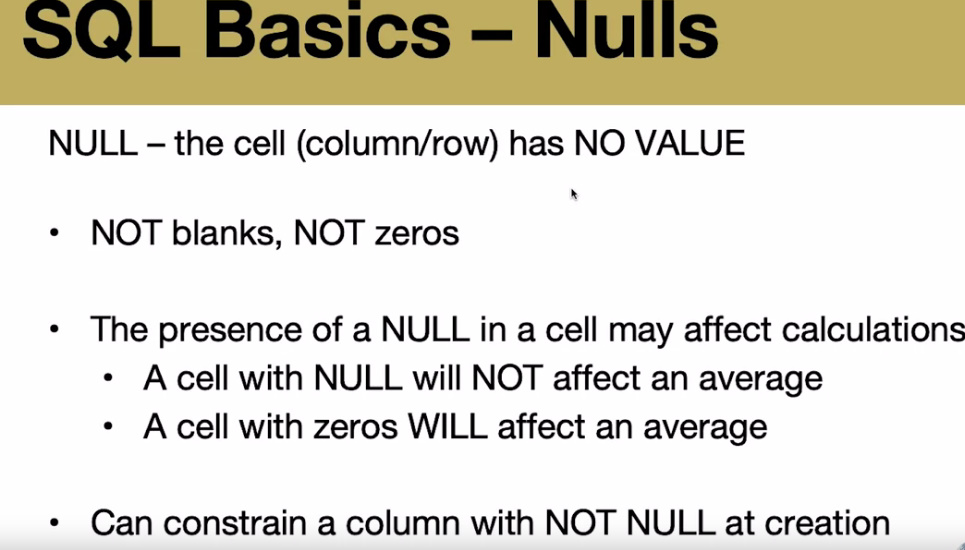 SQL Basics – Nulls
NULL – the cell (column/row) has NO VALUE
• NOT blanks, NOT zeros
• The presence of a NULL in a cell may affect calculations
• A cell with NULL will NOT affect an average
• A cell with zeros WILL affect an average
• Can constrain a column with NOT NULL at creation